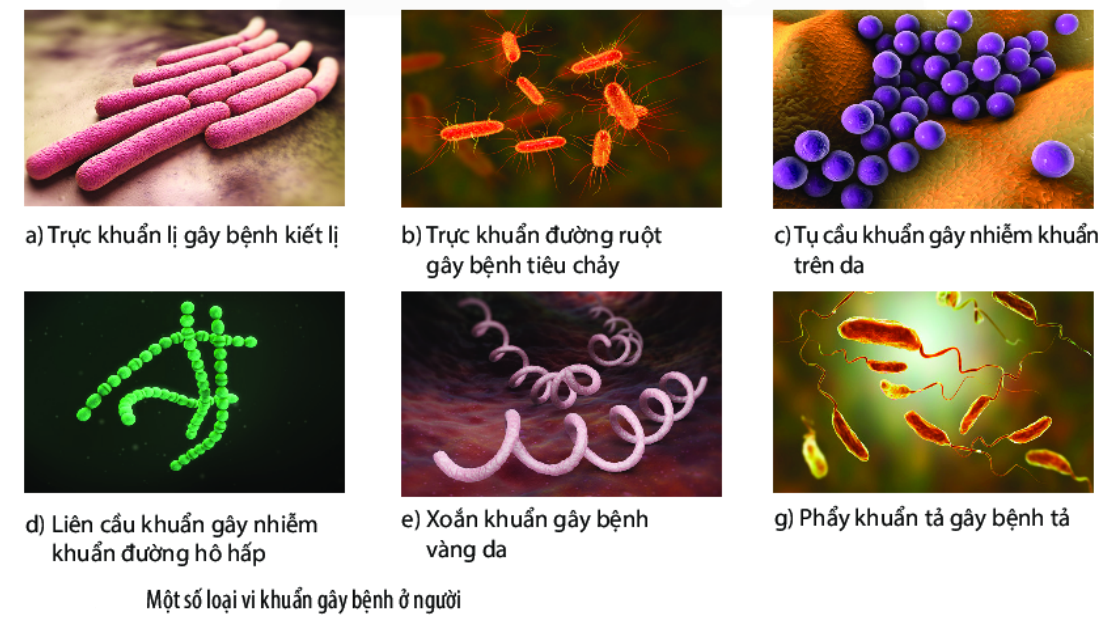 a) Trực khuẩn lị gây bệnh kiết lị
b) Trực khuẩn đường ruột
gây bệnh tiêu chảy
c) Tụ cầu khuẩn gây nhiễm khuẩn
trên da
d) Liên cầu khuẩn gây nhiễm
khuẩn đường hô hấp
e) Xoắn khuẩn gây bệnh
vàng da
g) Phẩy khuẩn tả gây bệnh tả
Một số loại vi khuẩn gây bệnh ở người